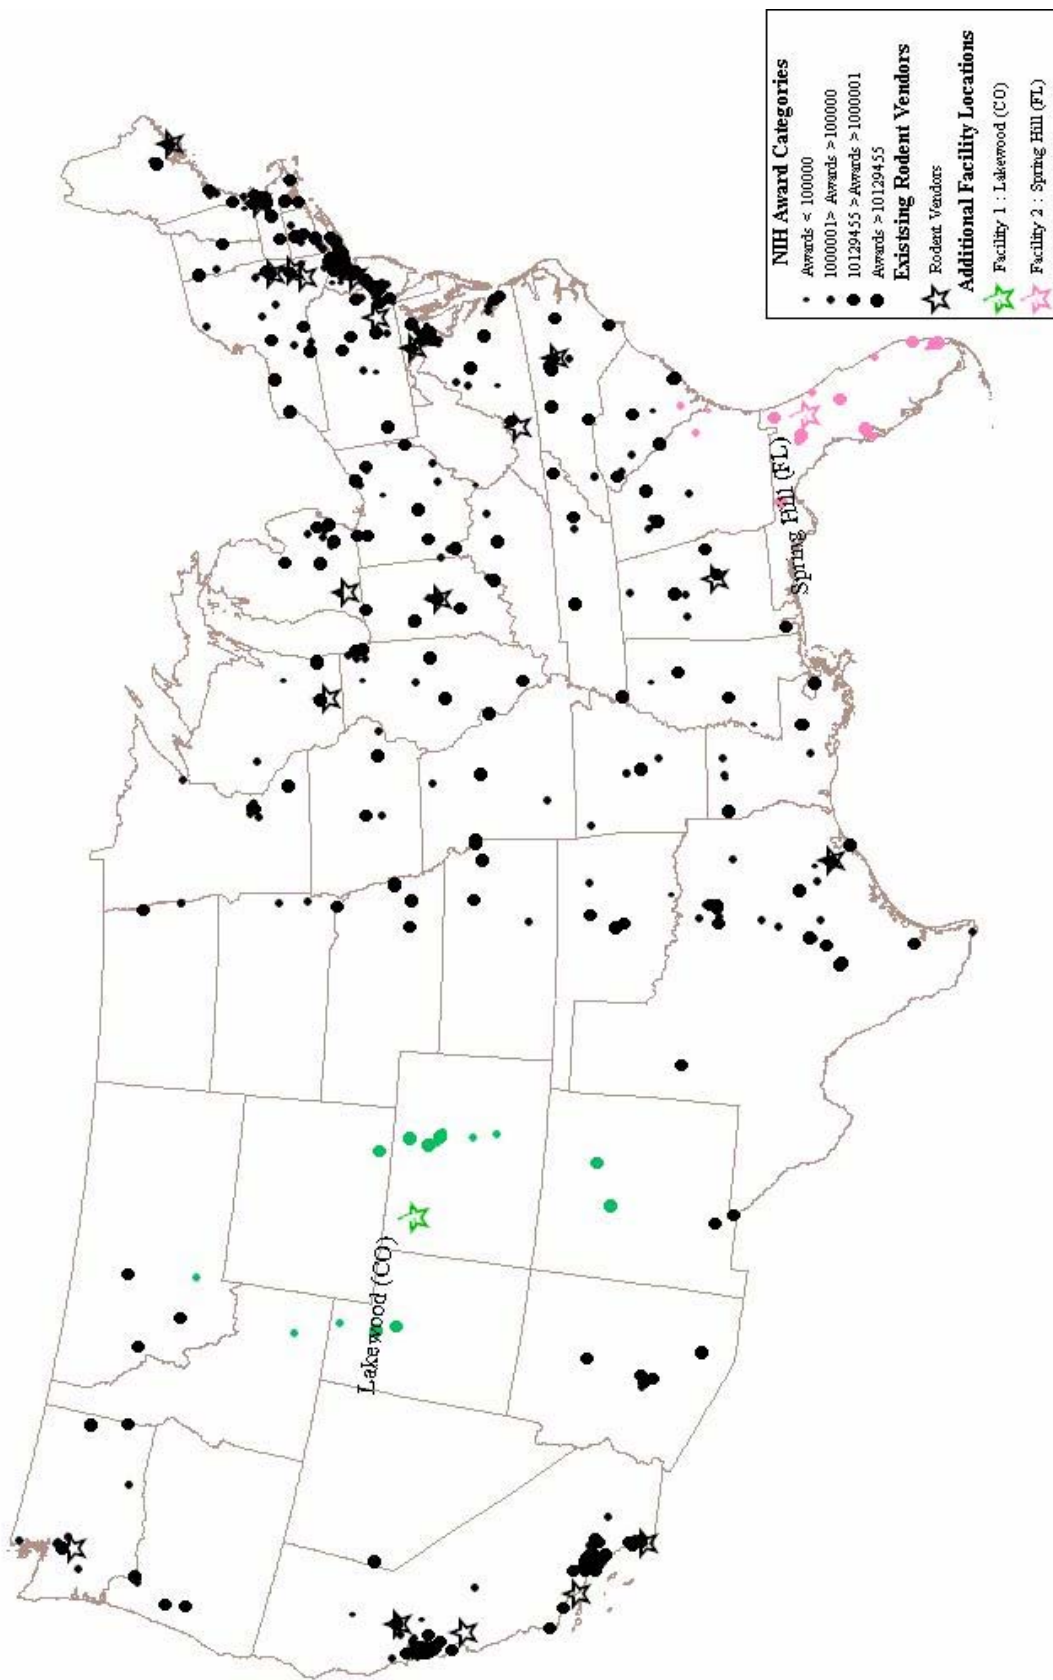 NIH Award Categories
Awards < 100000
1000001> Awards >100000
10129455 > Awards >1000001
Awards >10129455
Existsing Rodent Vendors
Rodent Vendors
Additional Facility Locations
Facility 1 : Lakewood (CO)
Facility 2 : Spring Hill (FL)
Lakewood (CO)
Spring Hill (FL)